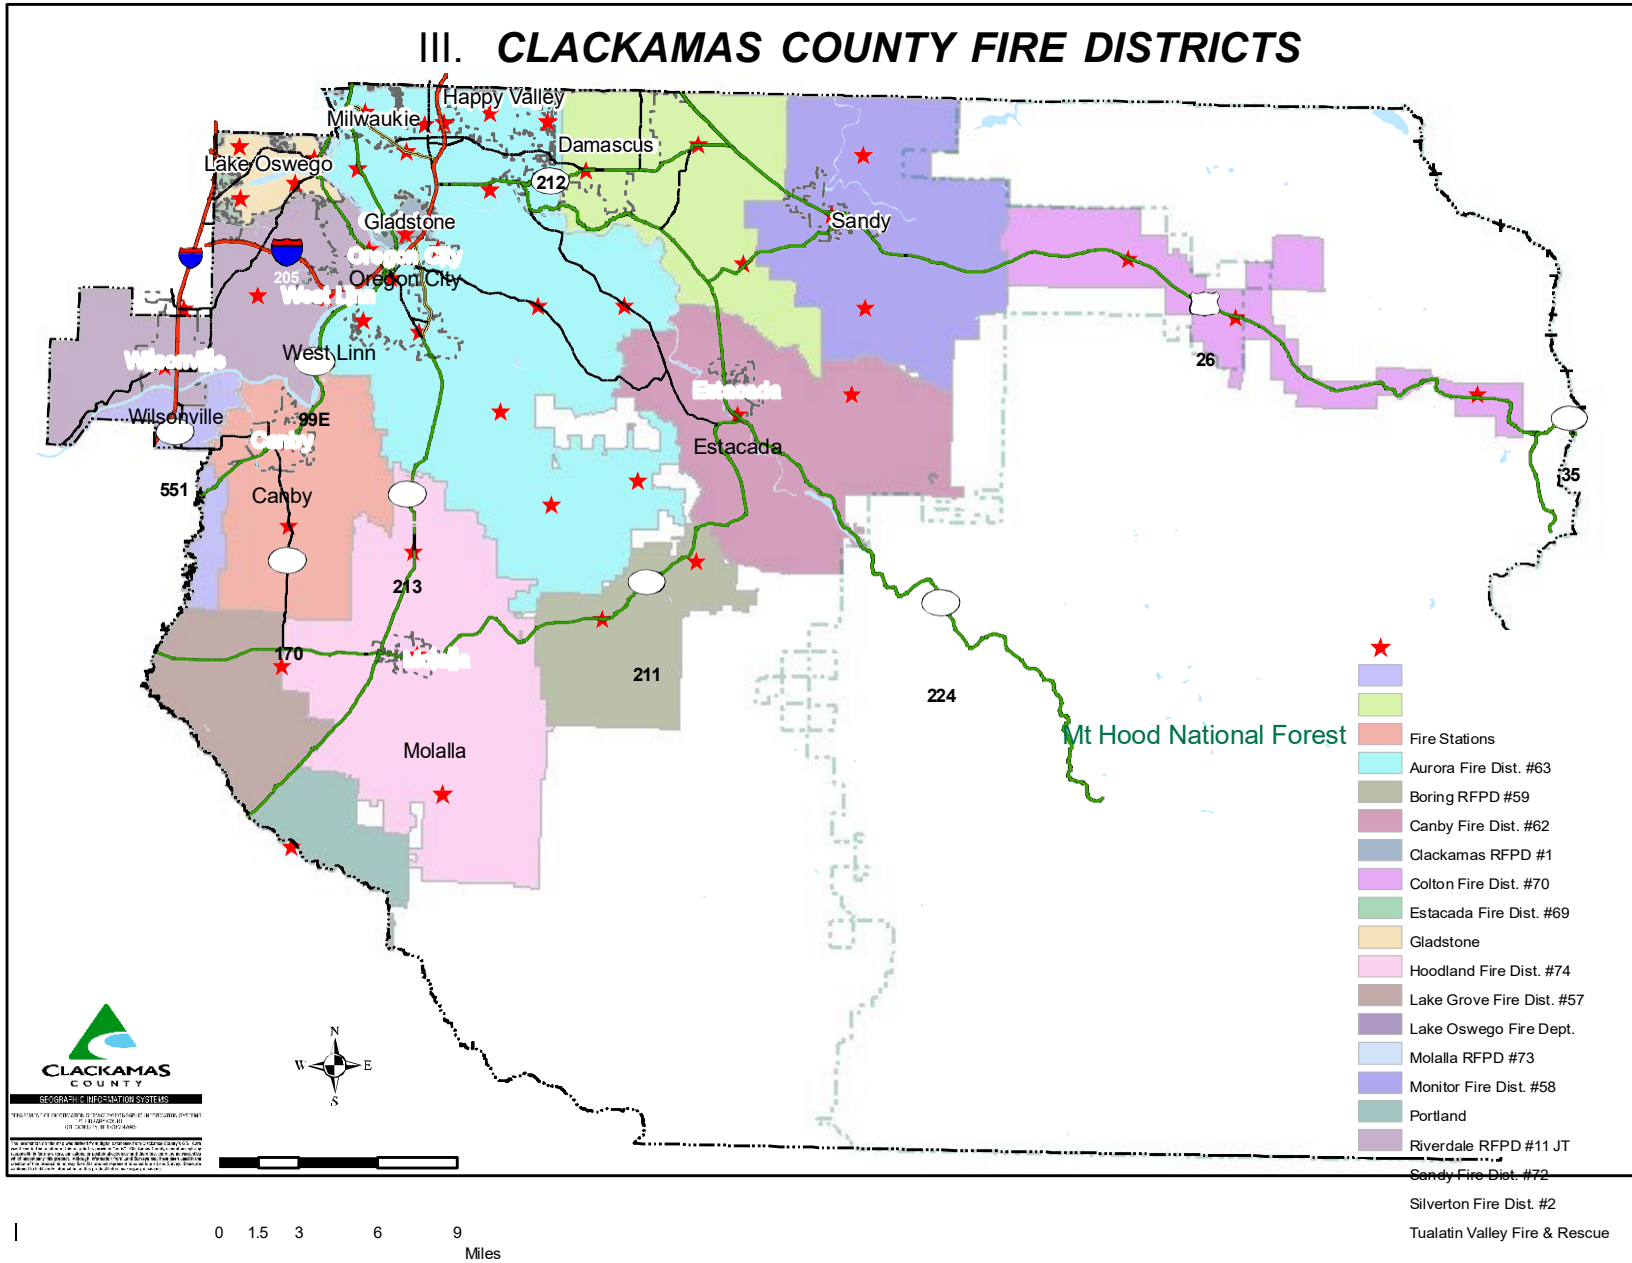 III. CLACKAMAS COUNTY FIRE DISTRICTS
Happy Valley
Milwaukie
Damascus
Lake Oswego
212
Gladstone
Sandy
Oregon City
Oregon City
205
West Linn
West Linn
26
Wilsonville
Estacada
Wilsonville
99E
Canby
Estacada
35
551
Canby
213
170
Molalla
211
224
Mt Hood National Forest
Molalla
Fire Stations
Aurora Fire Dist. #63
Boring RFPD #59
Canby Fire Dist. #62
Clackamas RFPD #1
Colton Fire Dist. #70
Estacada Fire Dist. #69
Gladstone
Hoodland Fire Dist. #74
Lake Grove Fire Dist. #57
Lake Oswego Fire Dept.
Molalla RFPD #73
Monitor Fire Dist. #58
Portland
Riverdale RFPD #11 JT
Sandy Fire Dist. #72
Silverton Fire Dist. #2
Tualatin Valley Fire & Rescue
N
W E
S
CLACKAMAS
COUNTY
GEOGRAPHIC INFORMATION SYSTEMS
0 1.5 3 6 9
Miles